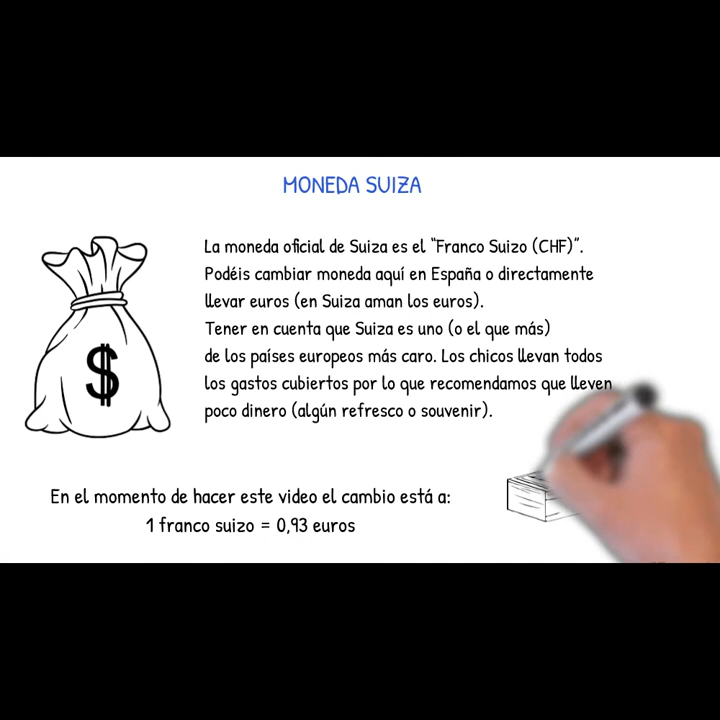 MONEDA SUIZA
La moneda oficial de Suiza es el "Franco Suizo (CHF)".
Podéis cambiar moneda aquí en España o directamente
llevar euros (en Suiza aman los euros).
Tener en cuenta que Suiza es uno (o el que más)
de los países europeos más caro. Los chicos llevan todos
los gastos cubiertos por lo que recomendamos que lleven
poco dinero (algún refresco o souvenir).
$
En el momento de hacer este video el cambio está a:
1 franco suizo = 0,93 euros